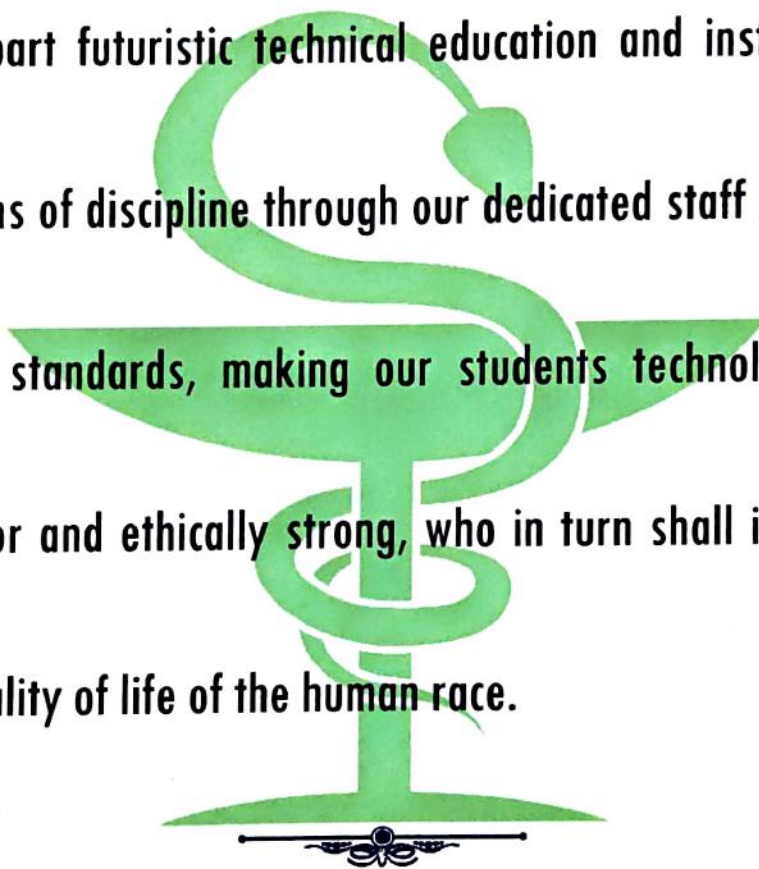 part futuristic technical education and inst
ns of discipline through our dedicated staff
standards, making our students technol
or and ethically strong, who in turn shall i
ality of life of the human race.